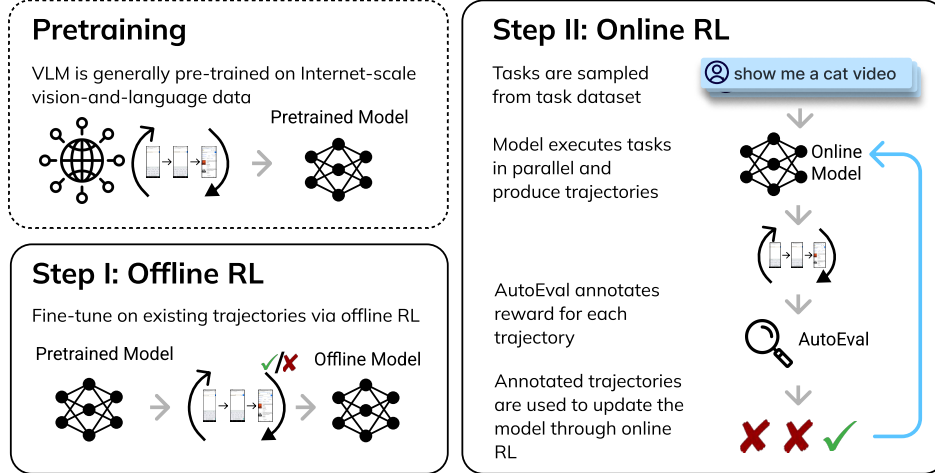 Pretraining
VLM is generally pre-trained on Internet-scale
vision-and-language data
Pretrained Model
Step I: Offline RL
Fine-tune on existing trajectories via offline RL
Pretrained Model
Offline Model
Step II: Online RL
Tasks are sampled
from task dataset
show me a cat video
Model executes tasks
in parallel and
produce trajectories
Online
Model
AutoEval annotates
reward for each
trajectory
AutoEval
Annotated trajectories
are used to update the
model through online
RL